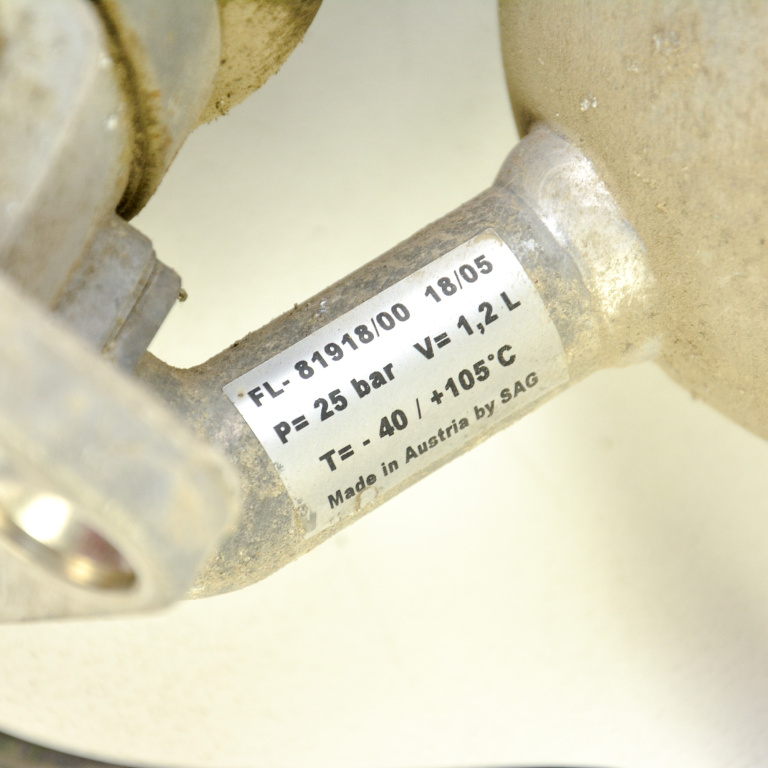 FL- 81918/00 18/05
P= 25 bar V= 1,2 L
T= - 40 / +105°C
Made in Austria by SAG